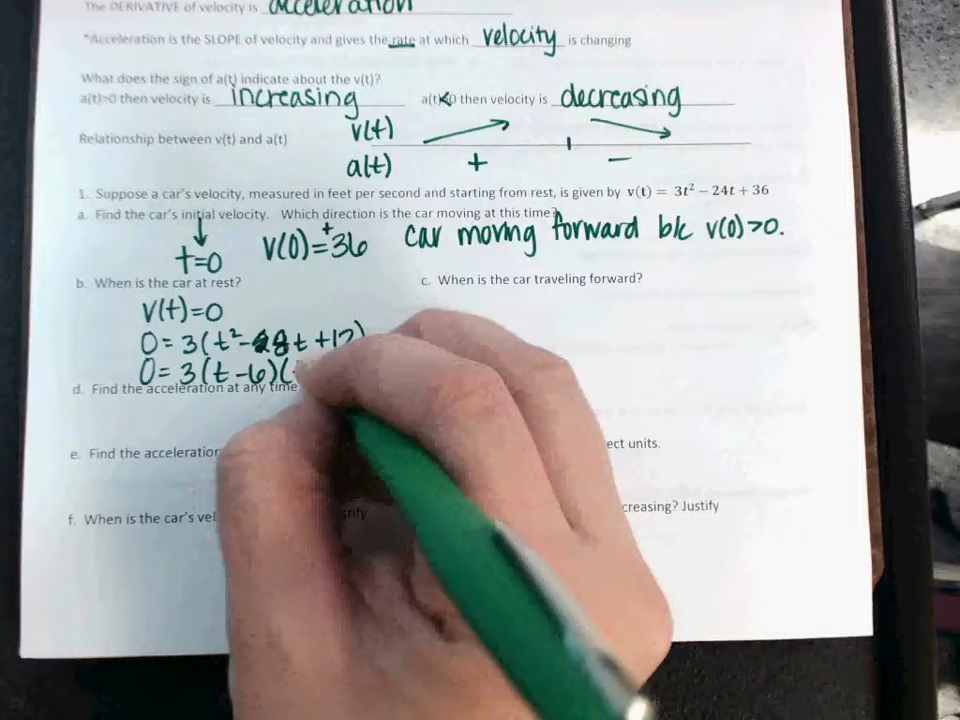 The DERIVATIVE of velocity is acceleration
*Acceleration is the SLOPE of velocity and gives the rate at which velocity is changing
What does the sign of a(t) indicate about the v(t)?
a(t)>0 then velocity is increasing a(t)<0 then velocity is decreasing
Relationship between v(t) and a(t) v(t)
a(t) + −
1. Suppose a car's velocity, measured in feet per second and starting from rest, is given by v(t) = 3t² − 24t + 36
a. Find the car's initial velocity. Which direction is the car moving at this time?
t=0 v(0)=+36 car moving forward b/c v(0)>0.
b. When is the car at rest? c. When is the car traveling forward?
v(t)=0
0=3(t²-8t+12)
0=3(t-6)(
d. Find the acceleration at any time
e. Find the acceleration ect units.
f. When is the car's vel stify creasing? Justify